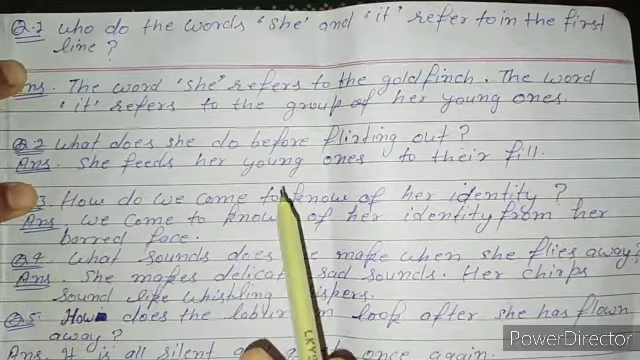 Q.1 who do the words 'she' and 'it' refer to in the first
line?
Ans. The word 'she' refers to the goldfinch. The word
'it' refers to the group of her young ones.
Q.2 What does she do before flirting out?
Ans. She feeds her young ones to their fill.
3. How do we come to know of her identity?
Ans we come to know of her identity from her
barred face.
Q.4 what sounds does she make when she flies away?
Ans. She makes delicate sad sounds. Her chirps
sound like whistling
Q.5. How does the look after she has flown
away?
Ans. It is all silent once again.
LKY
PowerDirector